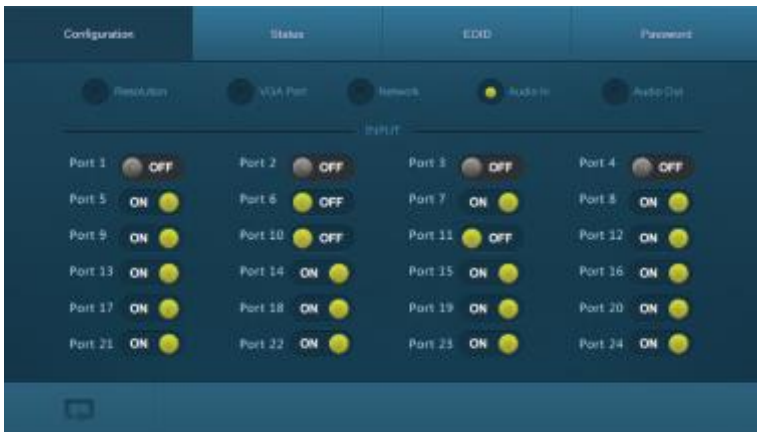 Configuration Status EDID Password
Resolution VGA Port Network Audio In Audio Out
INPUT
Port 1 OFF Port 2 OFF Port 3 OFF Port 4 OFF
Port 5 ON Port 6 OFF Port 7 ON Port 8 ON
Port 9 ON Port 10 OFF Port 11 OFF Port 12 ON
Port 13 ON Port 14 ON Port 15 ON Port 16 ON
Port 17 ON Port 18 ON Port 19 ON Port 20 ON
Port 21 ON Port 22 ON Port 23 ON Port 24 ON